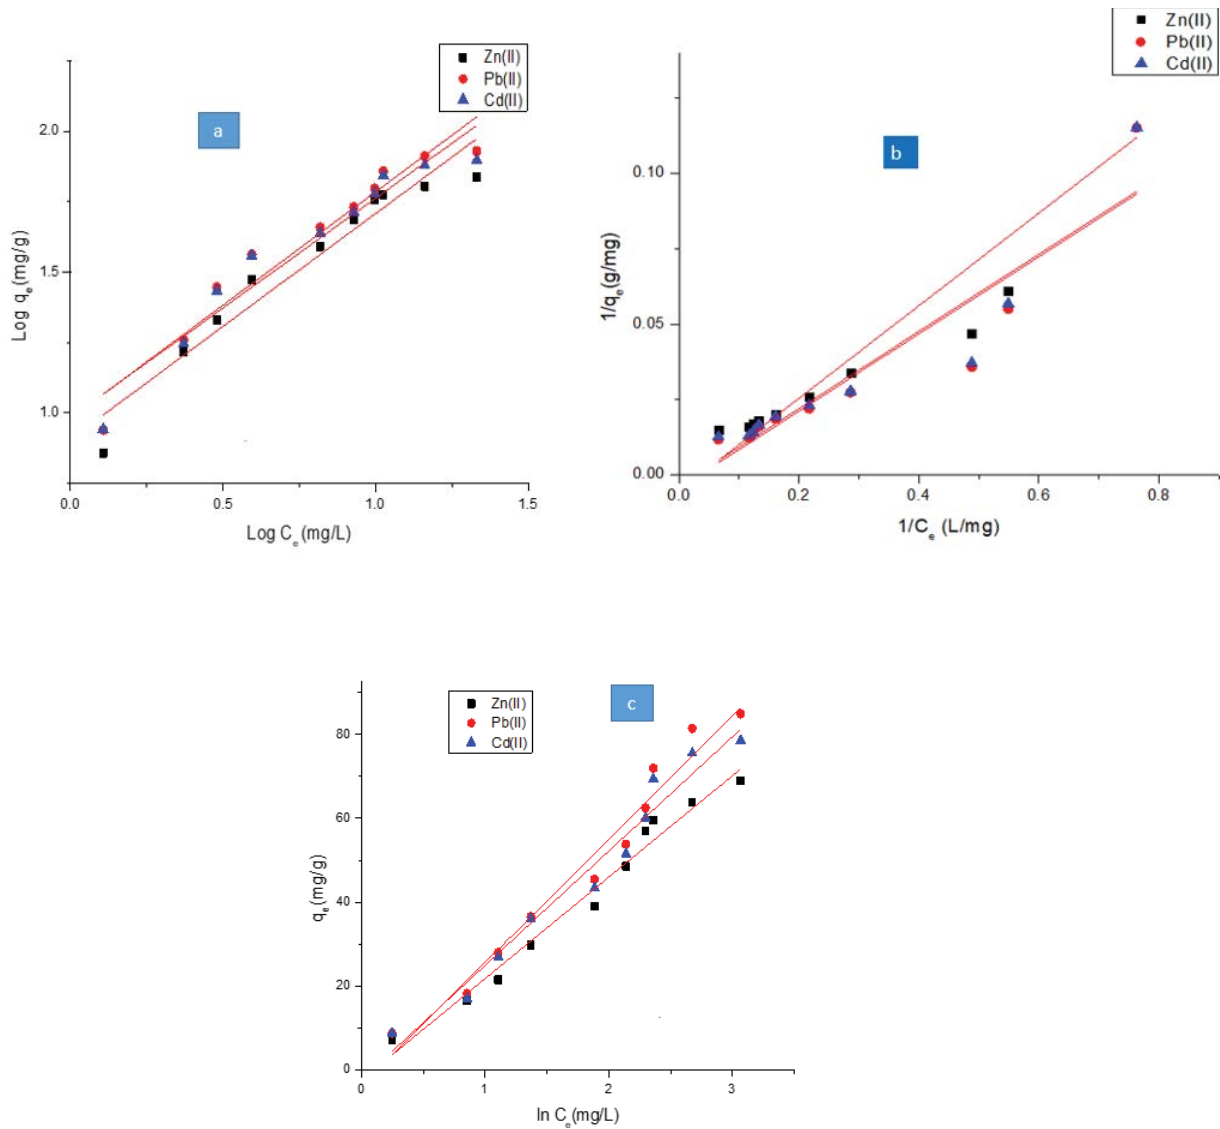 Zn(II)
Pb(II)
Cd(II)
a
2.0
1.5
1.0
Log qe (mg/g)
0.0
0.5
1.0
1.5
Log Ce (mg/L)
Zn(II)
Pb(II)
Cd(II)
b
0.10
0.05
0.00
1/qe (g/mg)
0.0
0.2
0.4
0.6
0.8
1/Ce (L/mg)
Zn(II)
Pb(II)
Cd(II)
c
80
60
40
20
0
qe (mg/g)
0
1
2
3
ln Ce (mg/L)